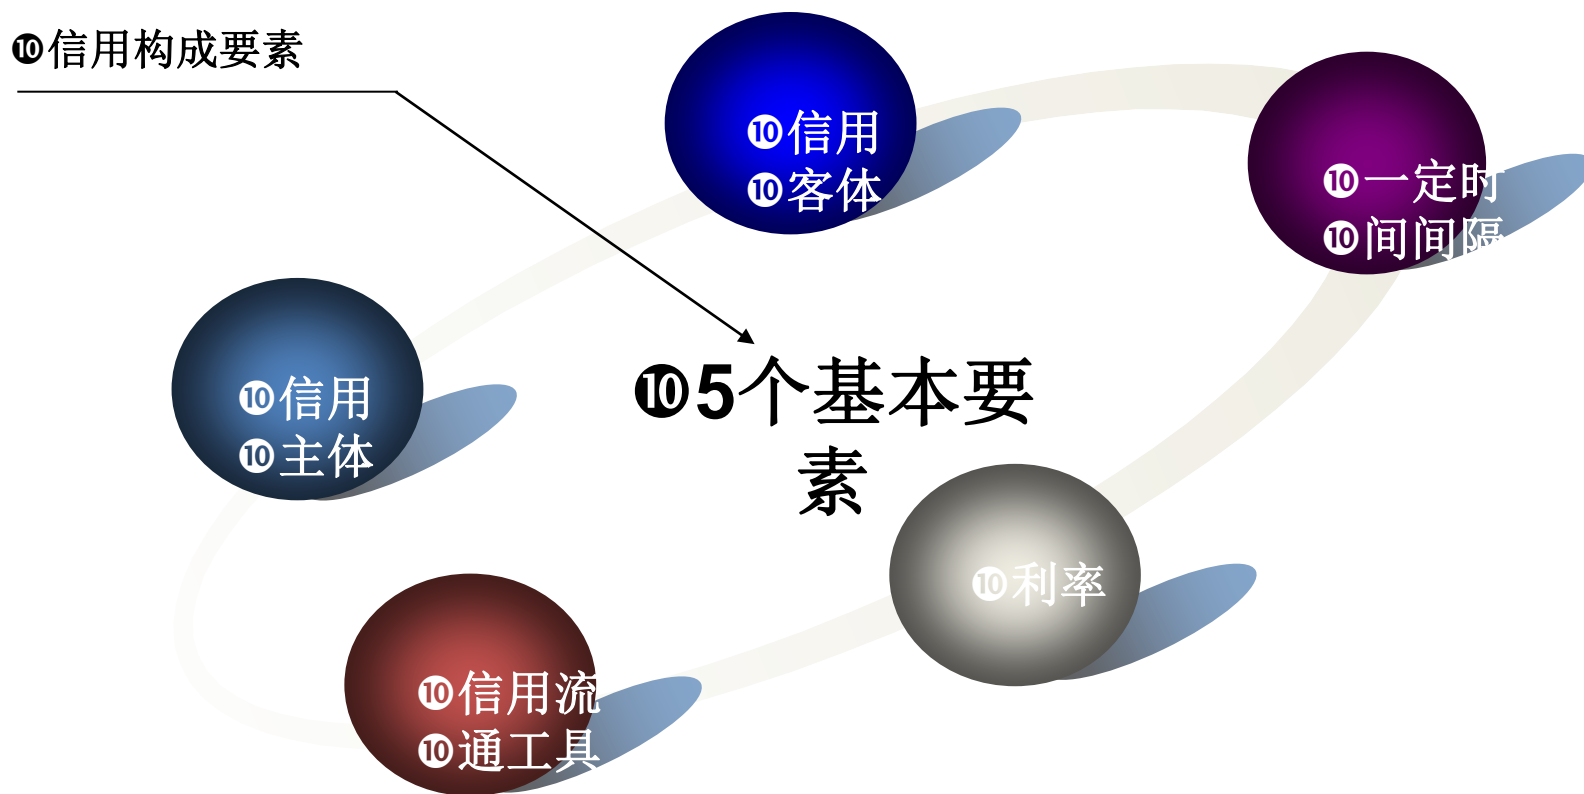 ❿信用构成要素
❿信用
❿客体
❿一定时
❿间间隔
❿信用
❿主体
❿5个基本要
素
❿利率
❿信用流
❿通工具